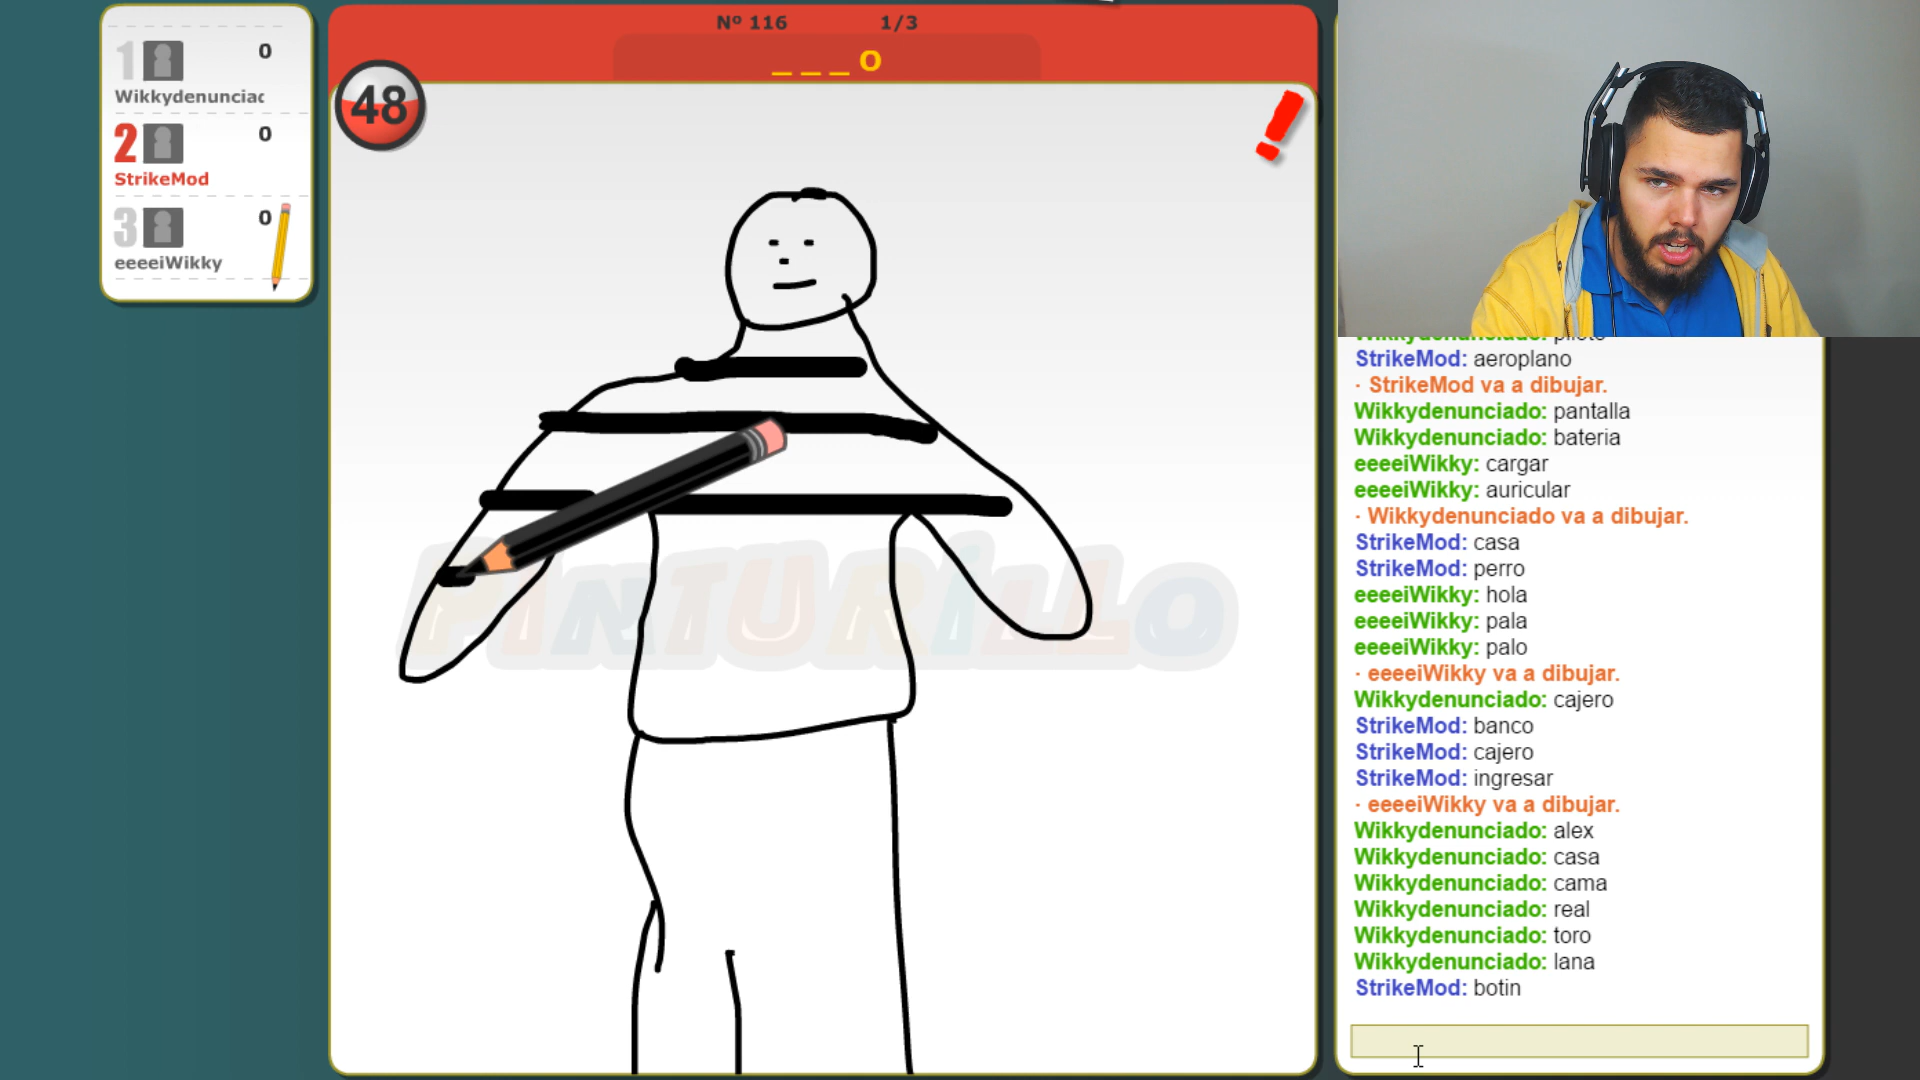 1
0
Wikkydenunciac
2
0
StrikeMod
3
0
eeeeiWikky
Nº 116
1/3
_ _ _ O
48
!
PINTURILLO
StrikeMod: aeroplano
· StrikeMod va a dibujar.
Wikkydenunciado: pantalla
Wikkydenunciado: bateria
eeeeiWikky: cargar
eeeeiWikky: auricular
· Wikkydenunciado va a dibujar.
StrikeMod: casa
StrikeMod: perro
eeeeiWikky: hola
eeeeiWikky: pala
eeeeiWikky: palo
· eeeeiWikky va a dibujar.
Wikkydenunciado: cajero
StrikeMod: banco
StrikeMod: cajero
StrikeMod: ingresar
· eeeeiWikky va a dibujar.
Wikkydenunciado: alex
Wikkydenunciado: casa
Wikkydenunciado: cama
Wikkydenunciado: real
Wikkydenunciado: toro
Wikkydenunciado: lana
StrikeMod: botin